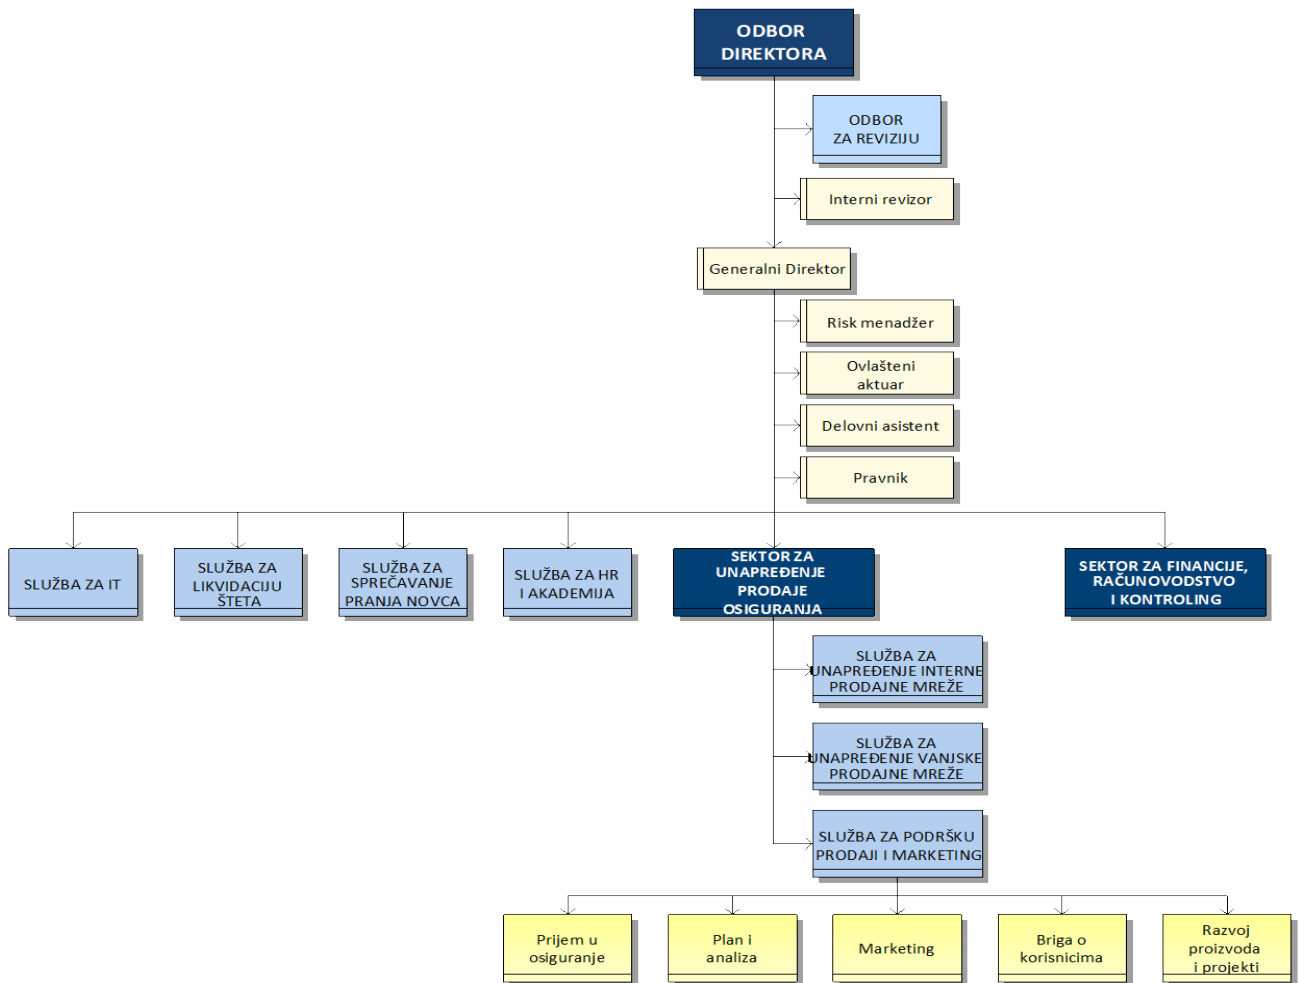 ODBOR
DIREKTORA
ODBOR
ZA REVIZIJU
Interni revizor
Generalni Direktor
Risk menadžer
Ovlašteni
aktuar
Delovni asistent
Pravnik
SLUŽBA ZA IT
SLUŽBA ZA
LIKVIDACIJU
ŠTETA
SLUŽBA ZA
SPREČAVANJE
PRANJA NOVCA
SLUŽBA ZA HR
I AKADEMIJA
SEKTOR ZA
UNAPREĐENJE
PRODAJE
OSIGURANJA
SEKTOR ZA FINANCIJE,
RAČUNOVODSTVO
I KONTROLING
SLUŽBA ZA
UNAPREĐENJE INTERNE
PRODAJNE MREŽE
SLUŽBA ZA
UNAPREĐENJE VANJSKE
PRODAJNE MREŽE
SLUŽBA ZA PODRŠKU
PRODAJI I MARKETING
Prijem u
osiguranje
Plan i
analiza
Marketing
Briga o
korisnicima
Razvoj
proizvoda
i projekti